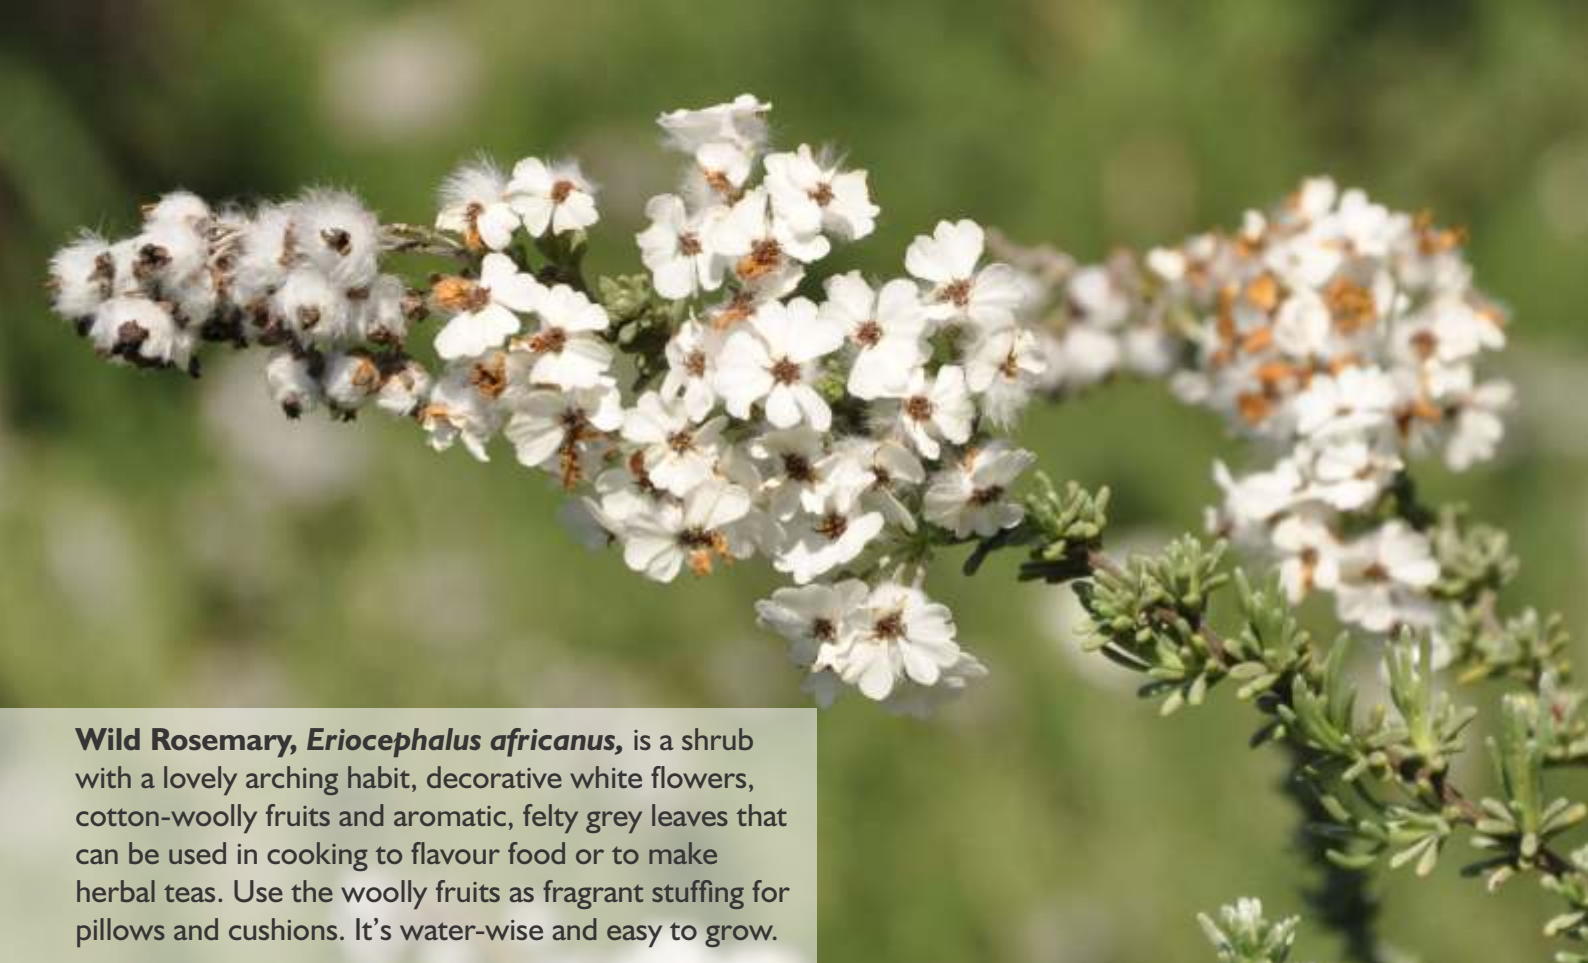 Wild Rosemary, Eriocephalus africanus, is a shrub
with a lovely arching habit, decorative white flowers,
cotton-woolly fruits and aromatic, felty grey leaves that
can be used in cooking to flavour food or to make
herbal teas. Use the woolly fruits as fragrant stuffing for
pillows and cushions. It’s water-wise and easy to grow.